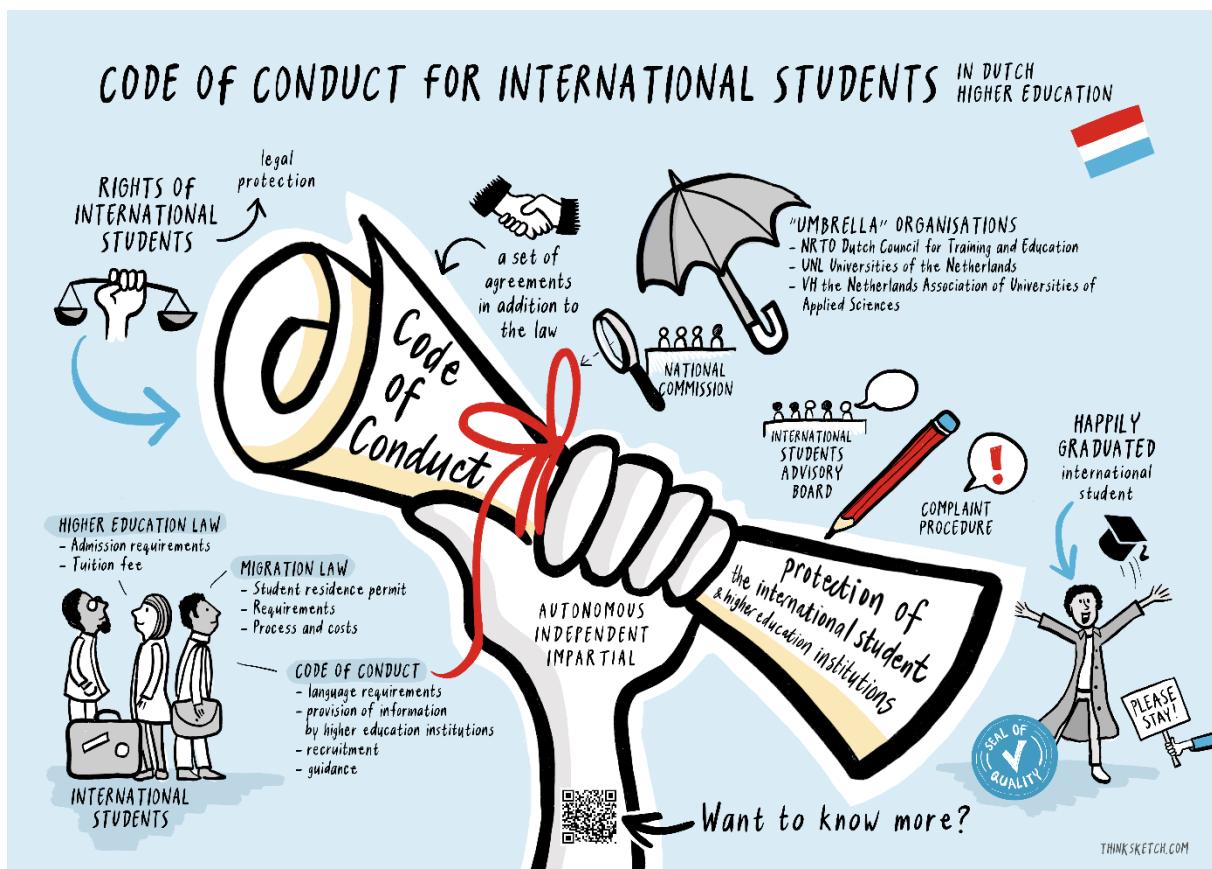 CODE OF CONDUCT FOR INTERNATIONAL STUDENTS
IN DUTCH
HIGHER EDUCATION
RIGHTS OF
INTERNATIONAL
STUDENTS
legal
protection
a set of
agreements
in addition to
the law
"UMBRELLA" ORGANISATIONS
- NRTO Dutch Council for Training and Education
- UNL Universities of the Netherlands
- VH the Netherlands Association of Universities of
Applied Sciences
NATIONAL
COMMISSION
INTERNATIONAL
STUDENTS
ADVISORY
BOARD
!
COMPLAINT
PROCEDURE
HAPPILY
GRADUATED
international
student
Code
of
Conduct
HIGHER EDUCATION LAW
- Admission requirements
- Tuition fee
MIGRATION LAW
- Student residence permit
- Requirements
- Process and costs
CODE OF CONDUCT
- language requirements
- provision of information
by higher education institutions
- recruitment
- guidance
INTERNATIONAL
STUDENTS
AUTONOMOUS
INDEPENDENT
IMPARTIAL
protection of
the international student
& higher education institutions
PLEASE
STAY!
SEAL OF
QUALITY
Want to know more?
THINKSKETCH.COM